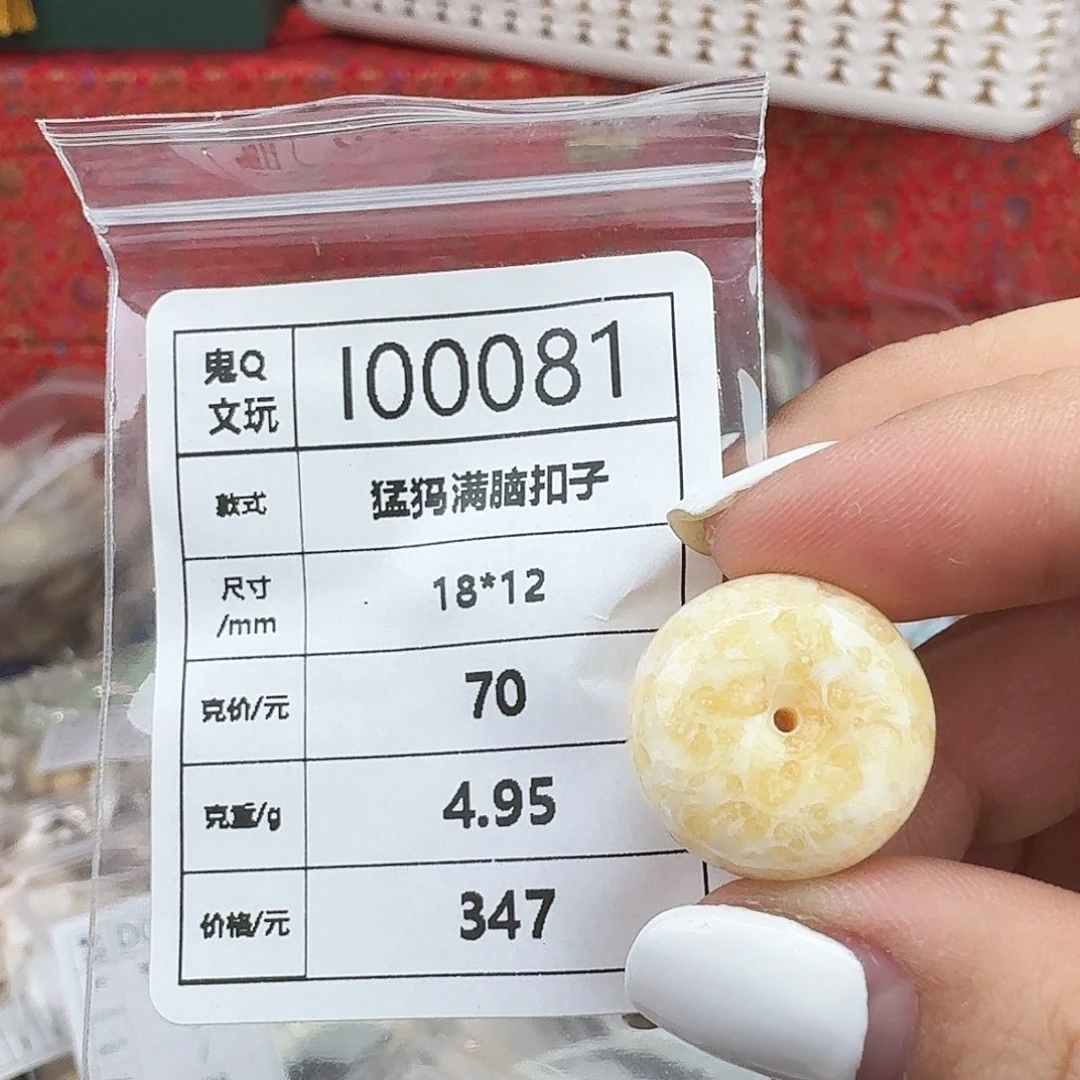 鬼Q
文玩
I00081
款式
猛犸满脑扣子
尺寸
/mm
18*12
克价/元
70
克重/g
4.95
价格/元
347